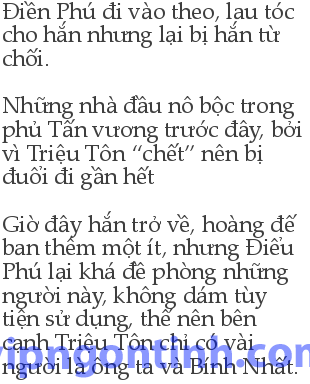 Điền Phú đi vào theo, lau tóc
cho hắn nhưng lại bị hắn từ
chối.
Những nhà đầu nô bộc trong
phủ Tấn vương trước đây, bởi
vì Triệu Tôn “chết” nên bị
đuổi đi gần hết
Giờ đây hắn trở về, hoàng đế
ban thêm một ít, nhưng Điểu
Phú lại khá đề phòng những
người này, không dám tùy
tiện sử dụng, thế nên bên
cạnh Triệu Tôn chỉ có vài
người là ông ta và Bính Nhất.
vipngontinh.com